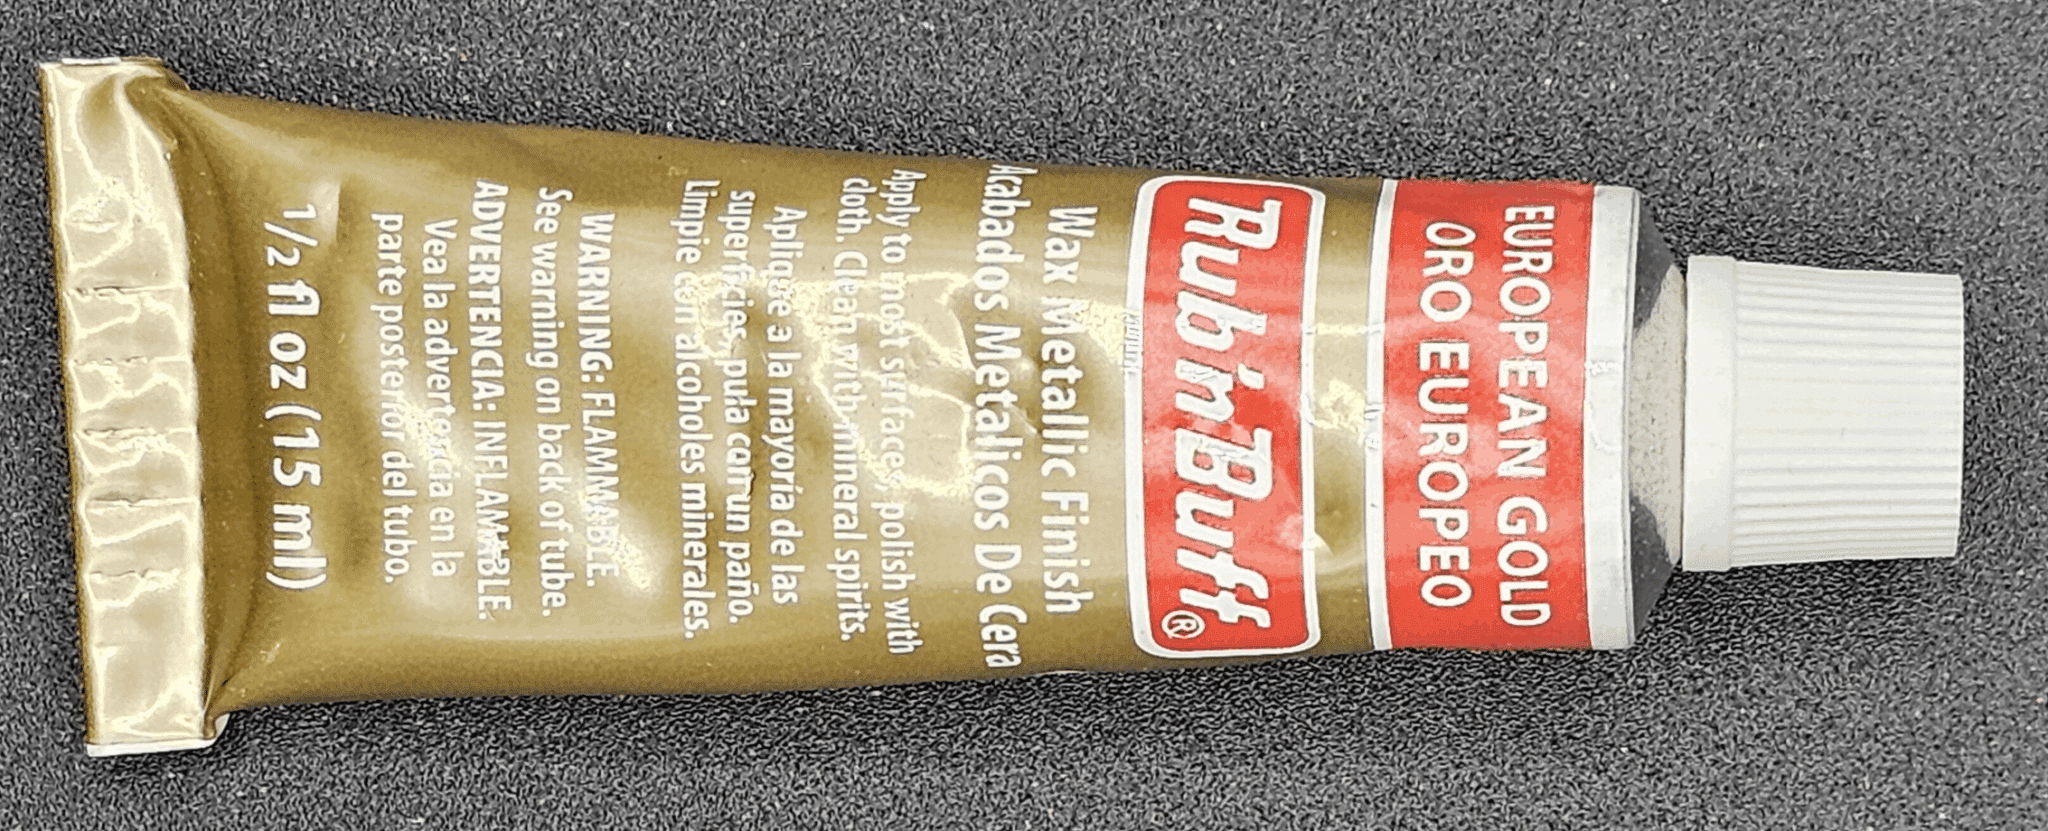 EUROPEAN GOLD
ORO EUROPEO
Rub 'n Buff®
Wax Metallic Finish
Acabados Metalicos De Cera
Apply to most surfaces, polish with
cloth. Clean with mineral spirits.
Aplique a la mayoría de las
superficies, pula con un paño.
Limpie con alcoholes minerales.
WARNING: FLAMMABLE.
See warning on back of tube.
ADVERTENCIA: INFLAMABLE.
Vea la advertencia en la
parte posterior del tubo.
1/2 fl oz (15 ml)